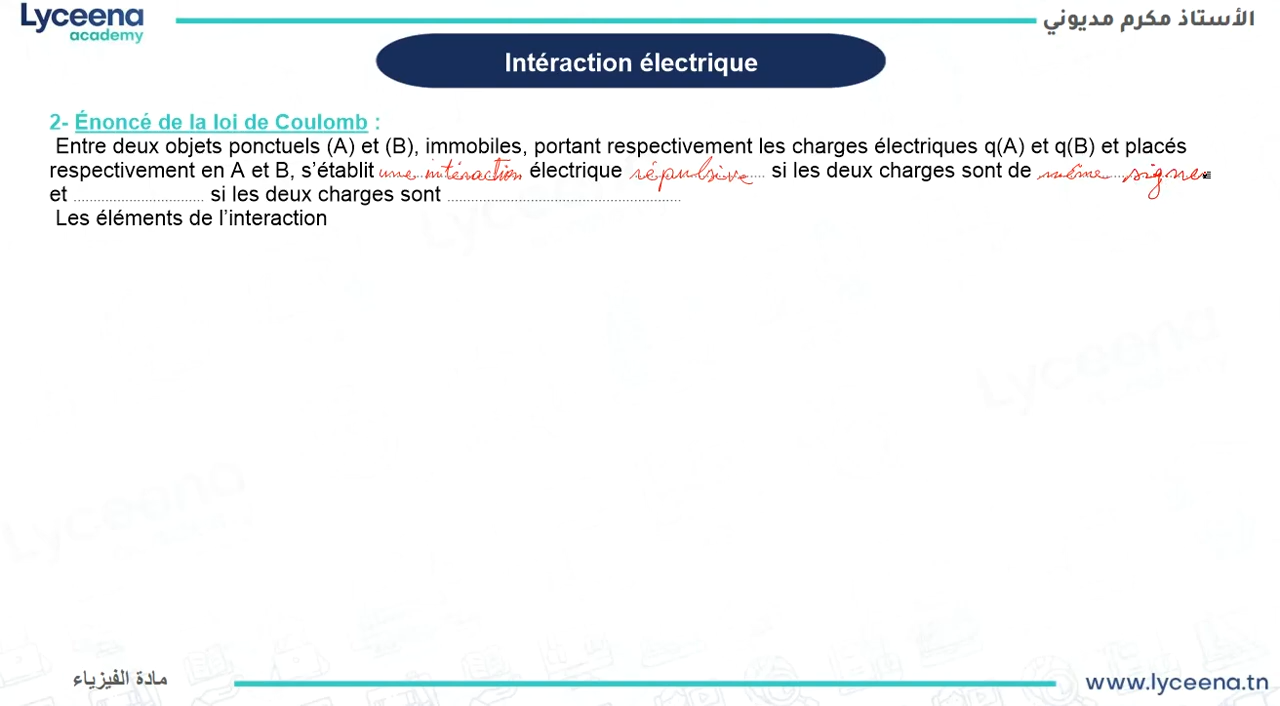 Lyceena
academy
الأستاذ مكرم مديوني
Intéraction électrique
2- Énoncé de la loi de Coulomb :
Entre deux objets ponctuels (A) et (B), immobiles, portant respectivement les charges électriques q(A) et q(B) et placés
respectivement en A et B, s’établit une intéraction électrique répulsive si les deux charges sont de même signe
et ................................. si les deux charges sont ...........................................................
Les éléments de l’interaction
Lyceena
Lyceena
مادة الفيزياء
www.lyceena.tn